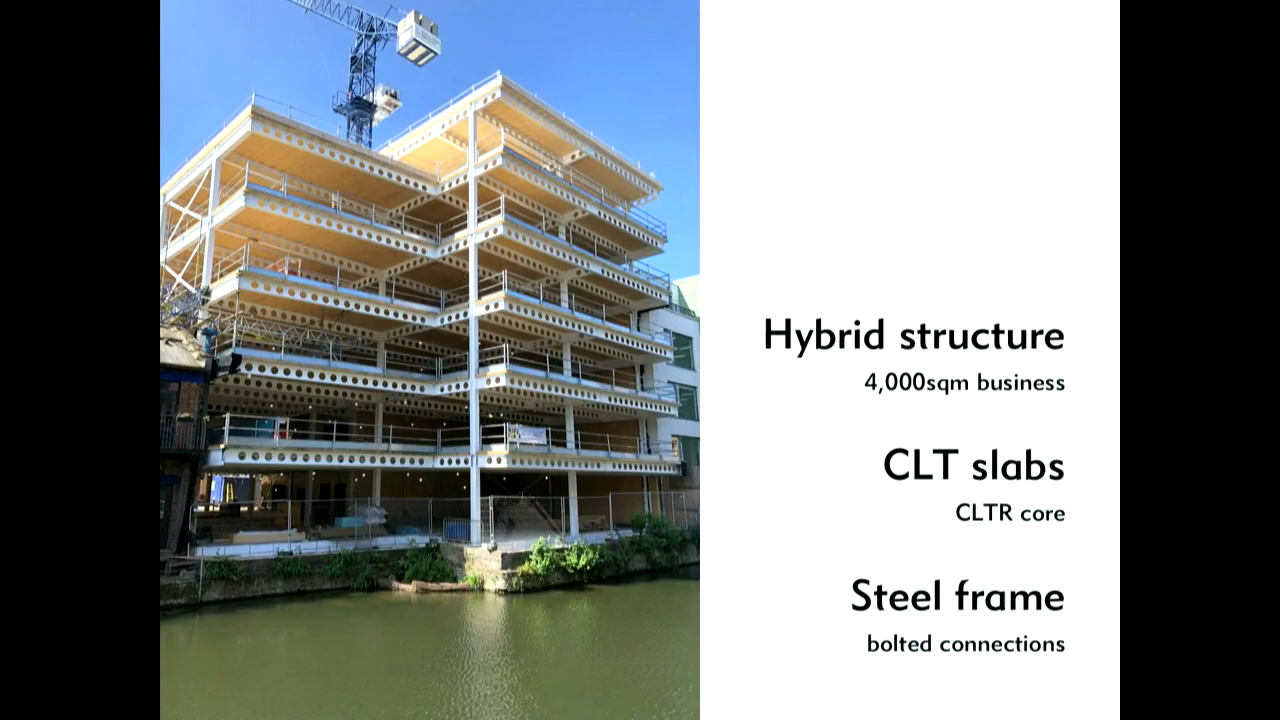 Hybrid structure
4,000sqm business
CLT slabs
CLTR core
Steel frame
bolted connections